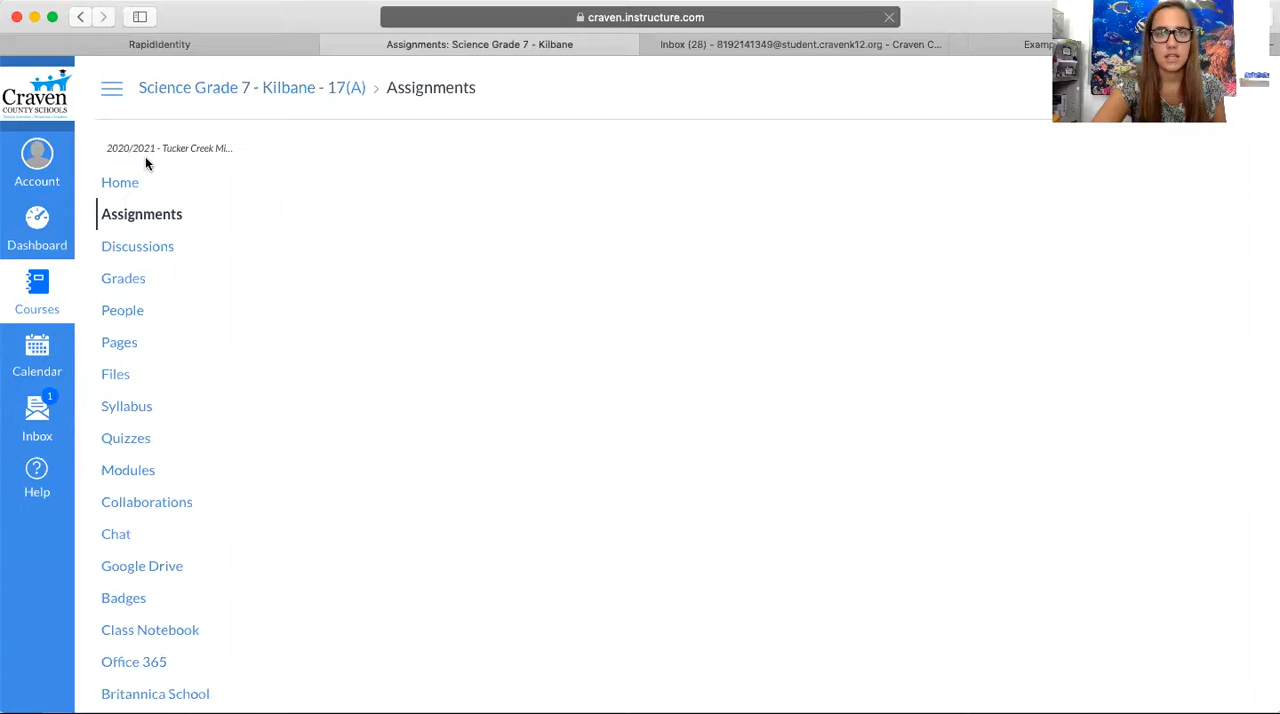 craven.instructure.com
RapidIdentity
Assignments: Science Grade 7 - Kilbane
Inbox (28) - 8192141349@student.cravenk12.org - Craven C...
Craven
COUNTY SCHOOLS
Science Grade 7 - Kilbane - 17(A) > Assignments
2020/2021 - Tucker Creek Mi...
Account
Dashboard
Courses
Calendar
1
Inbox
?
Help
Home
Assignments
Discussions
Grades
People
Pages
Files
Syllabus
Quizzes
Modules
Collaborations
Chat
Google Drive
Badges
Class Notebook
Office 365
Britannica School